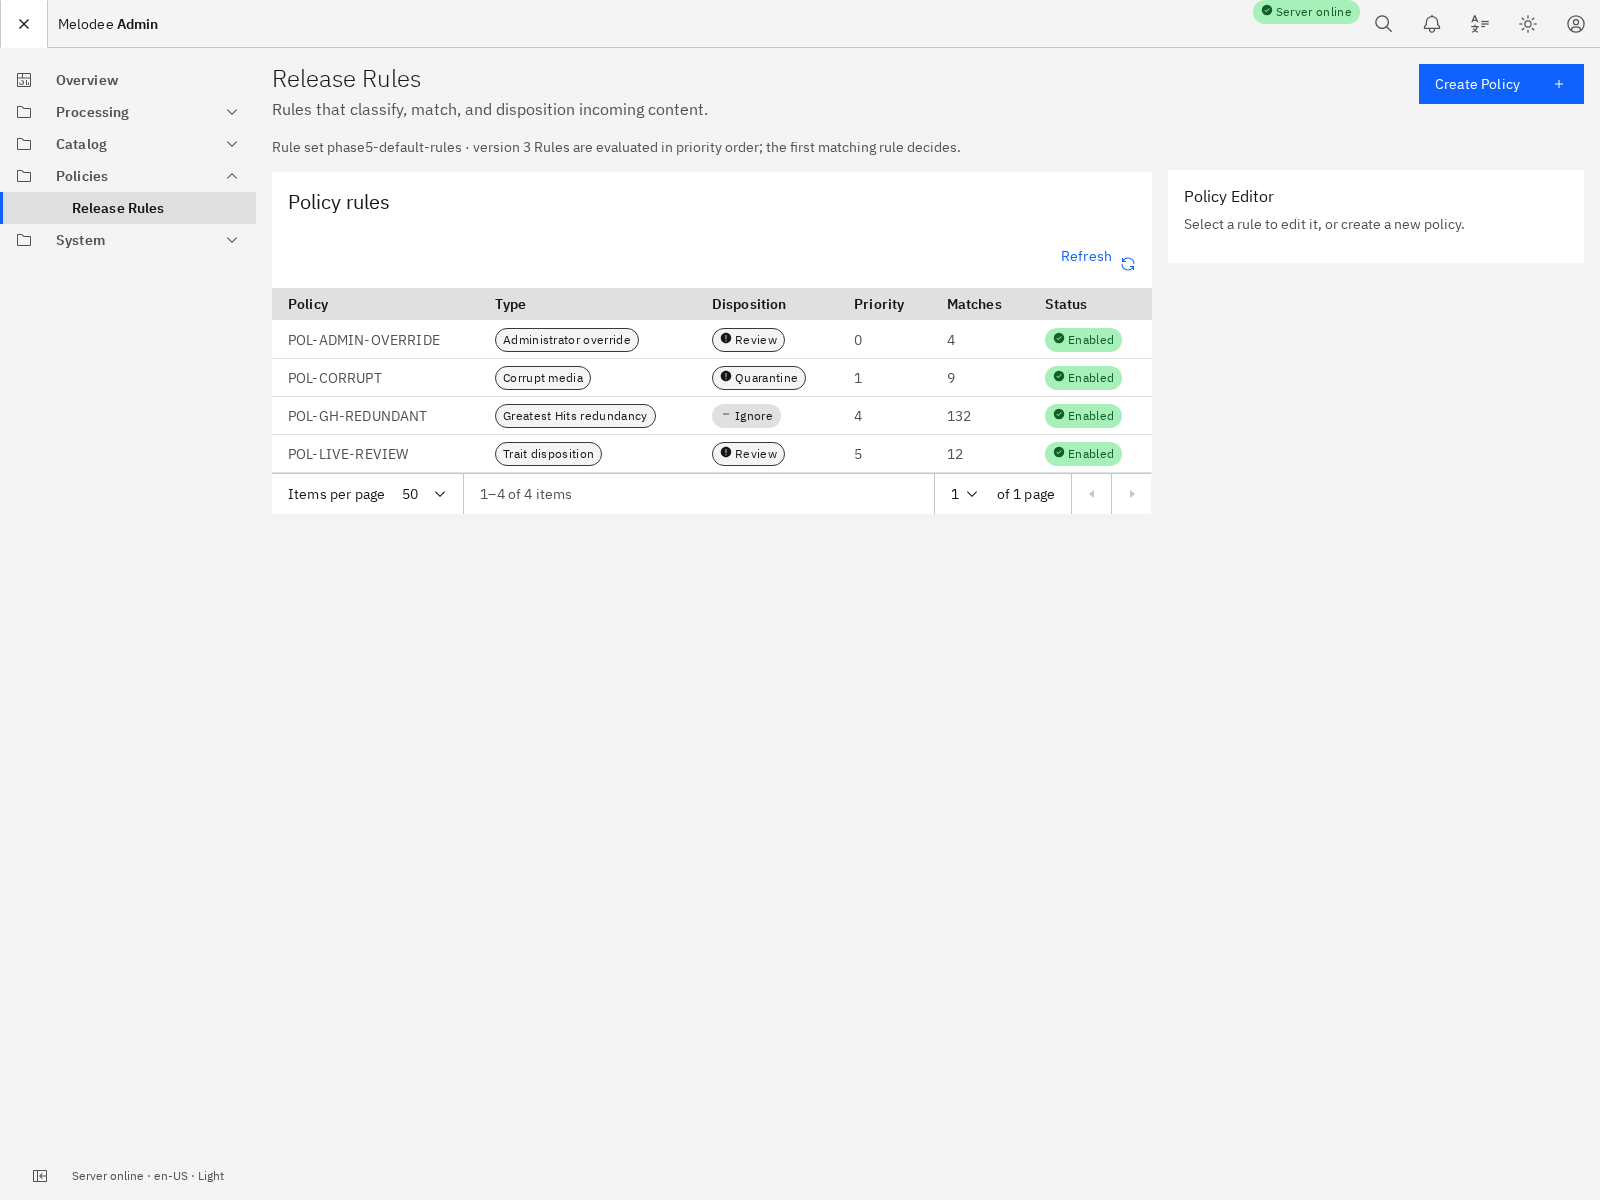 Melodee Admin
Server online
Overview
Processing
Catalog
Policies
Release Rules
System
Release Rules
Rules that classify, match, and disposition incoming content.
Create Policy
Rule set phase5-default-rules · version 3 Rules are evaluated in priority order; the first matching rule decides.
Policy rules
Refresh
Policy Type Disposition Priority Matches Status
POL-ADMIN-OVERRIDE Administrator override Review 0 4 Enabled
POL-CORRUPT Corrupt media Quarantine 1 9 Enabled
POL-GH-REDUNDANT Greatest Hits redundancy Ignore 4 132 Enabled
POL-LIVE-REVIEW Trait disposition Review 5 12 Enabled
Items per page 50 1–4 of 4 items 1 of 1 page
Policy Editor
Select a rule to edit it, or create a new policy.
Server online · en-US · Light